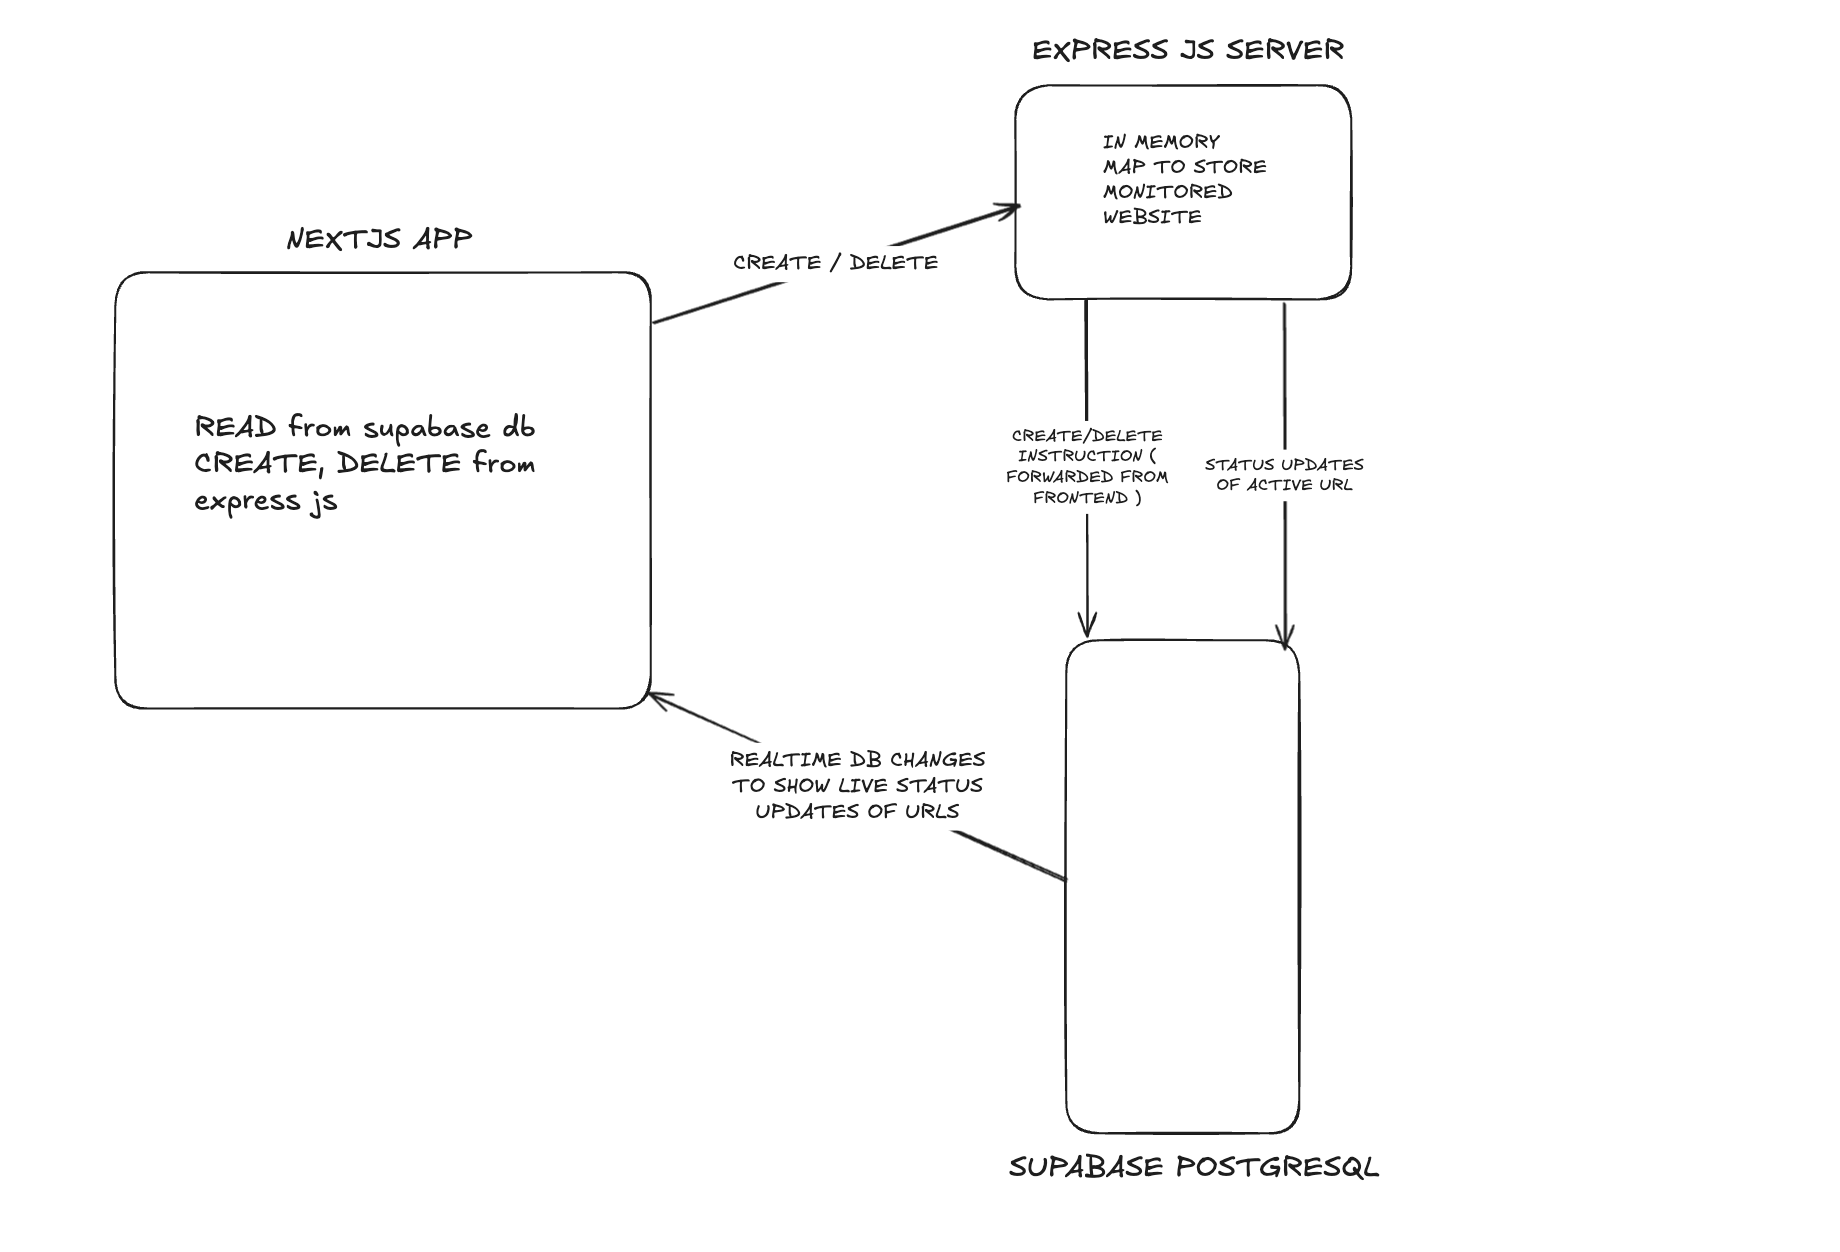 EXPRESS JS SERVER
IN MEMORY
MAP TO STORE
MONITORED
WEBSITE
NEXTJS APP
CREATE / DELETE
READ from supabase db
CREATE, DELETE from
express js
CREATE/DELETE
INSTRUCTION (
FORWARDED FROM
FRONTEND )
STATUS UPDATES
OF ACTIVE URL
REALTIME DB CHANGES
TO SHOW LIVE STATUS
UPDATES OF URLS
SUPABASE POSTGRESQL